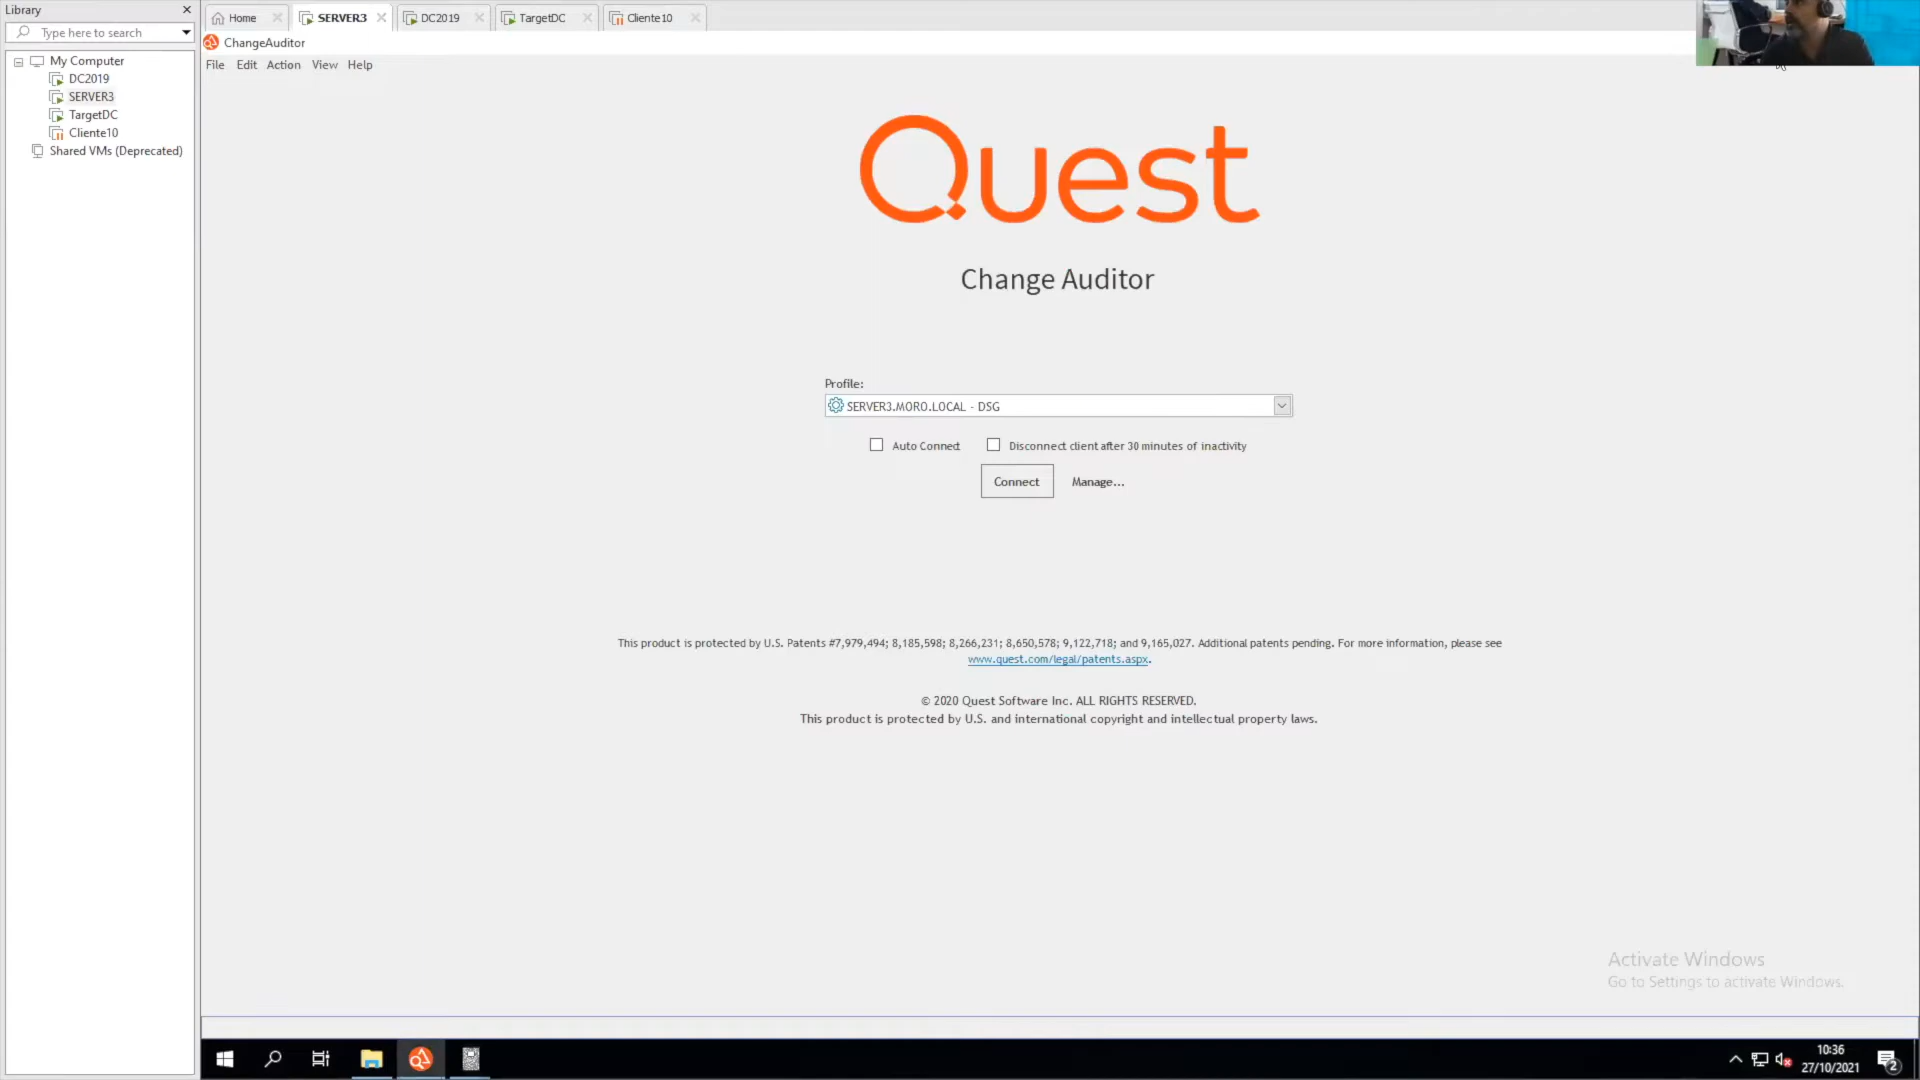 Library
Type here to search
My Computer
DC2019
SERVER3
TargetDC
Cliente10
Shared VMs (Deprecated)
Home
SERVER3
DC2019
TargetDC
Cliente10
ChangeAuditor
File Edit Action View Help
Quest
Change Auditor
Profile:
SERVER3.MORO.LOCAL - DSG
Auto Connect
Disconnect client after 30 minutes of inactivity
Connect
Manage...
This product is protected by U.S. Patents #7,979,494; 8,185,598; 8,266,231; 8,650,578; 9,122,718; and 9,165,027. Additional patents pending. For more information, please see
www.quest.com/legal/patents.aspx.
© 2020 Quest Software Inc. ALL RIGHTS RESERVED.
This product is protected by U.S. and international copyright and intellectual property laws.
Activate Windows
Go to Settings to activate Windows.
10:36
27/10/2021
2